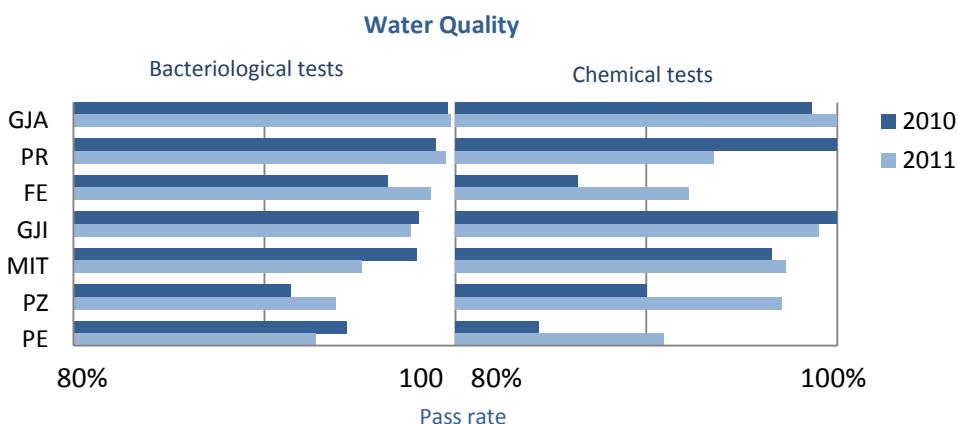 Water Quality
Bacteriological tests
Chemical tests
GJA
PR
FE
GJI
MIT
PZ
PE
2010
2011
80% 100 80% 100%
Pass rate